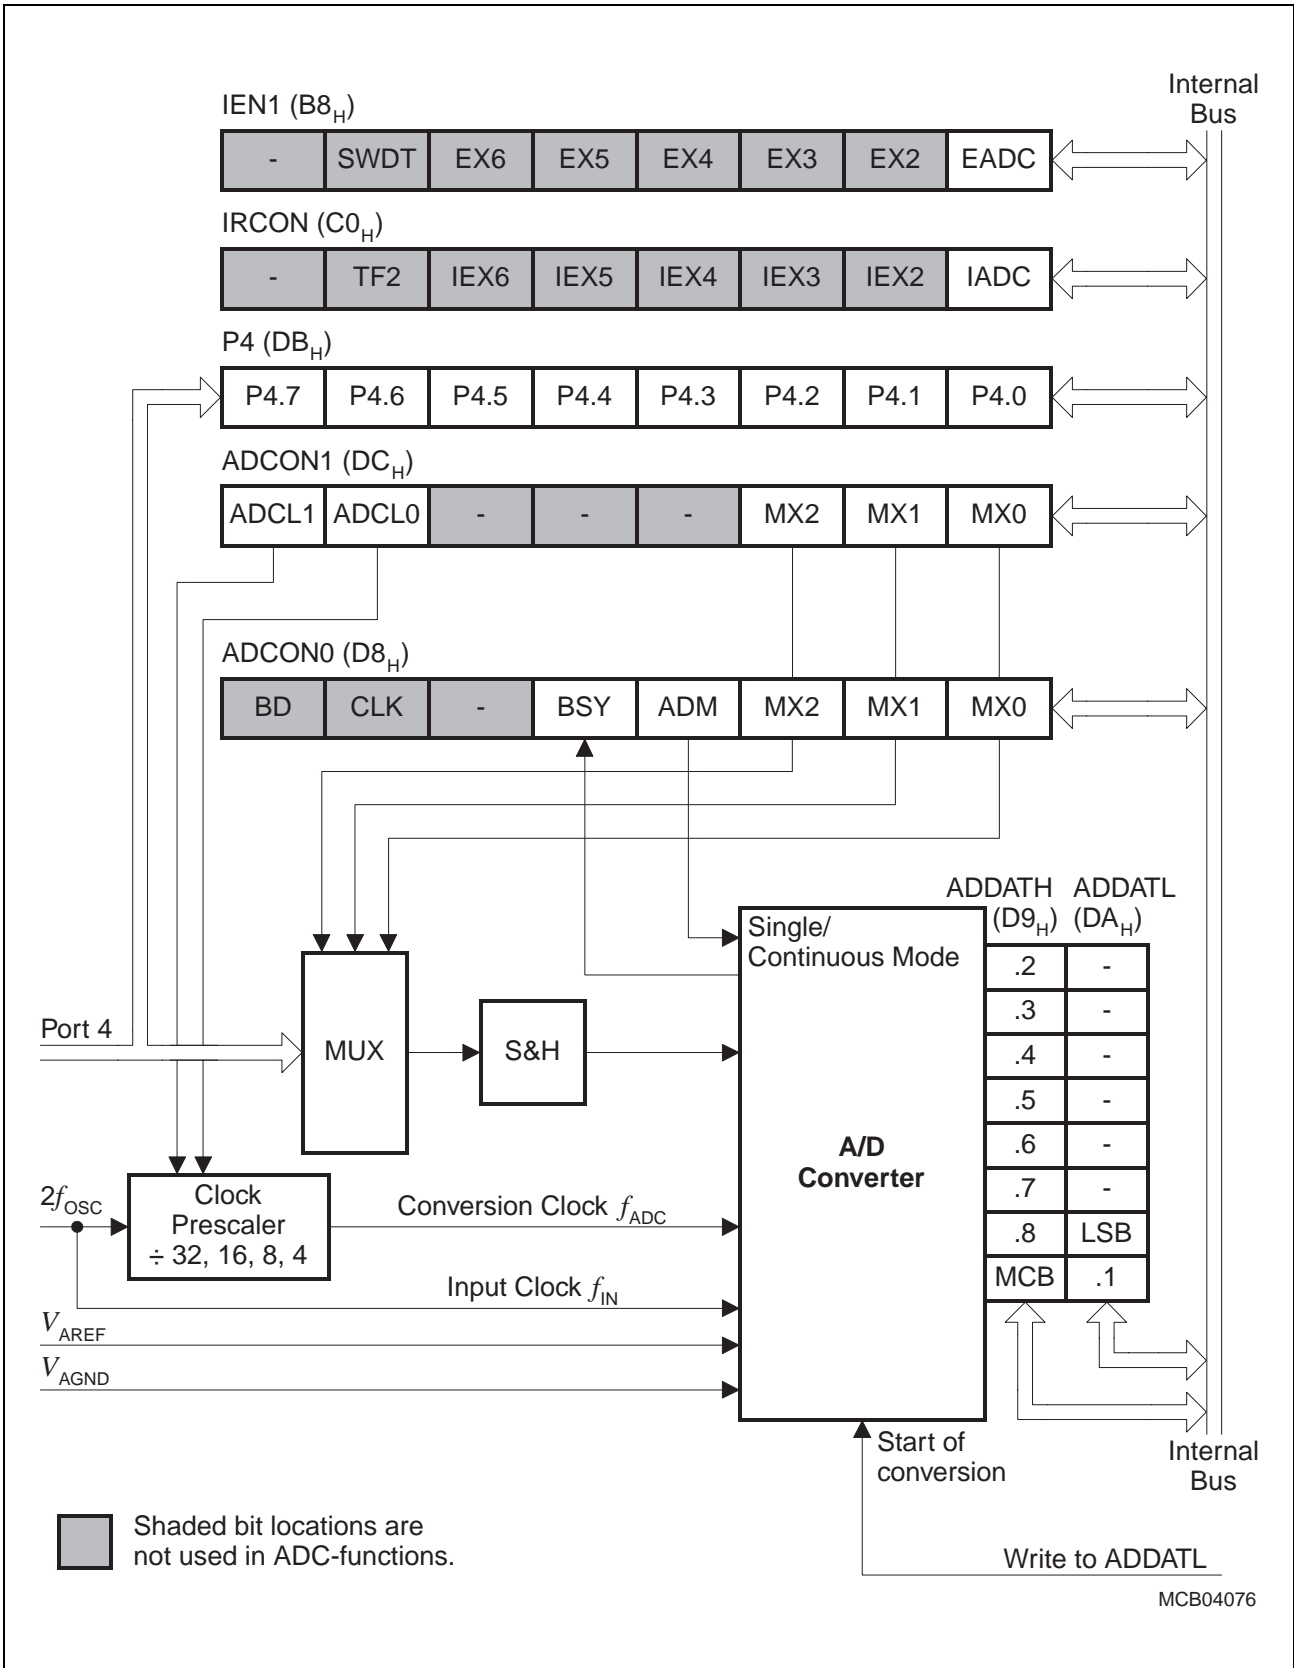 Internal
Bus
IEN1 (B8H)
- SWDT EX6 EX5 EX4 EX3 EX2 EADC
IRCON (C0H)
- TF2 IEX6 IEX5 IEX4 IEX3 IEX2 IADC
P4 (DBH)
P4.7 P4.6 P4.5 P4.4 P4.3 P4.2 P4.1 P4.0
ADCON1 (DCH)
ADCL1 ADCL0 - - - MX2 MX1 MX0
ADCON0 (D8H)
BD CLK - BSY ADM MX2 MX1 MX0
ADDATH ADDATL
(D9H) (DAH)
Single/
Continuous Mode
.2 -
.3 -
.4 -
.5 -
.6 -
.7 -
.8 LSB
MCB .1
Port 4
MUX
S&H
A/D
Converter
2fOSC
Clock
Prescaler
÷ 32, 16, 8, 4
Conversion Clock fADC
Input Clock fIN
VAREF
VAGND
Start of
conversion
Internal
Bus
Shaded bit locations are
not used in ADC-functions.
Write to ADDATL
MCB04076